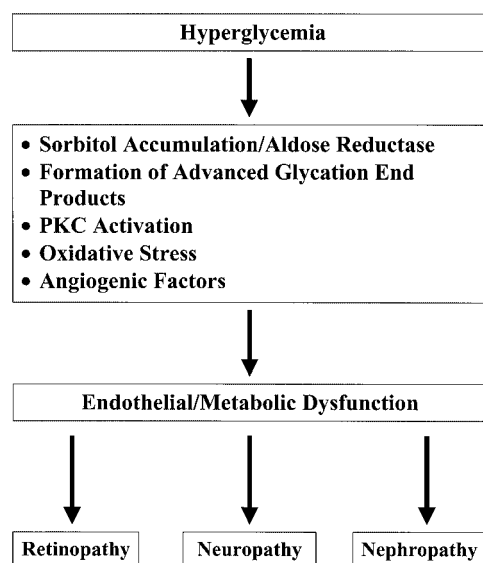 Hyperglycemia
• Sorbitol Accumulation/Aldose Reductase
• Formation of Advanced Glycation End
Products
• PKC Activation
• Oxidative Stress
• Angiogenic Factors
Endothelial/Metabolic Dysfunction
Retinopathy
Neuropathy
Nephropathy